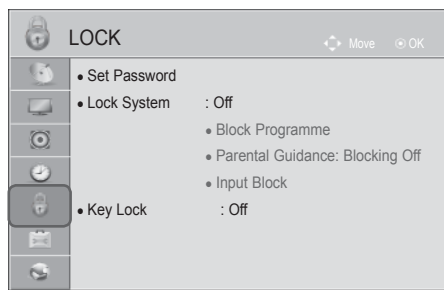 LOCK
Move OK
• Set Password
• Lock System : Off
• Block Programme
• Parental Guidance: Blocking Off
• Input Block
• Key Lock : Off